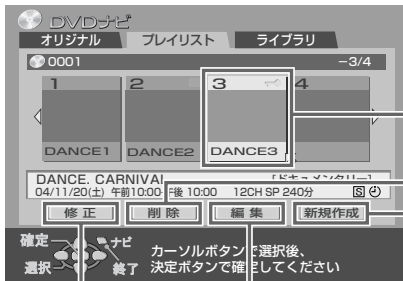 DVDナビ
オリジナル プレイリスト ライブラリ
0001 −3/4
1 2 3 4
DANCE1 DANCE2 DANCE3
DANCE. CARNIVAL [ドキュメンタリー]
04/11/20(土) 午前10:00- 午後 10:00 12CH SP 240分 S
修正 削除 編集 新規作成
確定 ナビ
選択 終了
カーソルボタンで選択後、
決定ボタンで確定してください